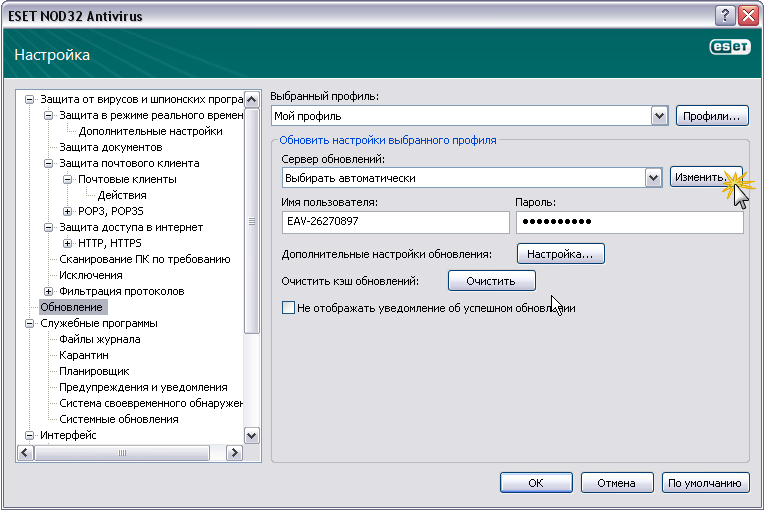 ESET NOD32 Antivirus
Настройка
eset
Защита от вирусов и шпионских програ
Защита в режиме реального времен
Дополнительные настройки
Защита документов
Защита почтового клиента
Почтовые клиенты
Действия
POP3, POP3S
Защита доступа в интернет
HTTP, HTTPS
Сканирование ПК по требованию
Исключения
Фильтрация протоколов
Обновление
Служебные программы
Файлы журнала
Карантин
Планировщик
Предупреждения и уведомления
Система своевременного обнаружен
Системные обновления
Интерфейс
Выбранный профиль:
Мой профиль
Профили...
Обновить настройки выбранного профиля
Сервер обновлений:
Выбирать автоматически
Изменить...
Имя пользователя:
Пароль:
EAV-26270897
●●●●●●●●●●
Дополнительные настройки обновления:
Настройка...
Очистить кэш обновлений:
Очистить
Не отображать уведомление об успешном обновлении
OK
Отмена
По умолчанию